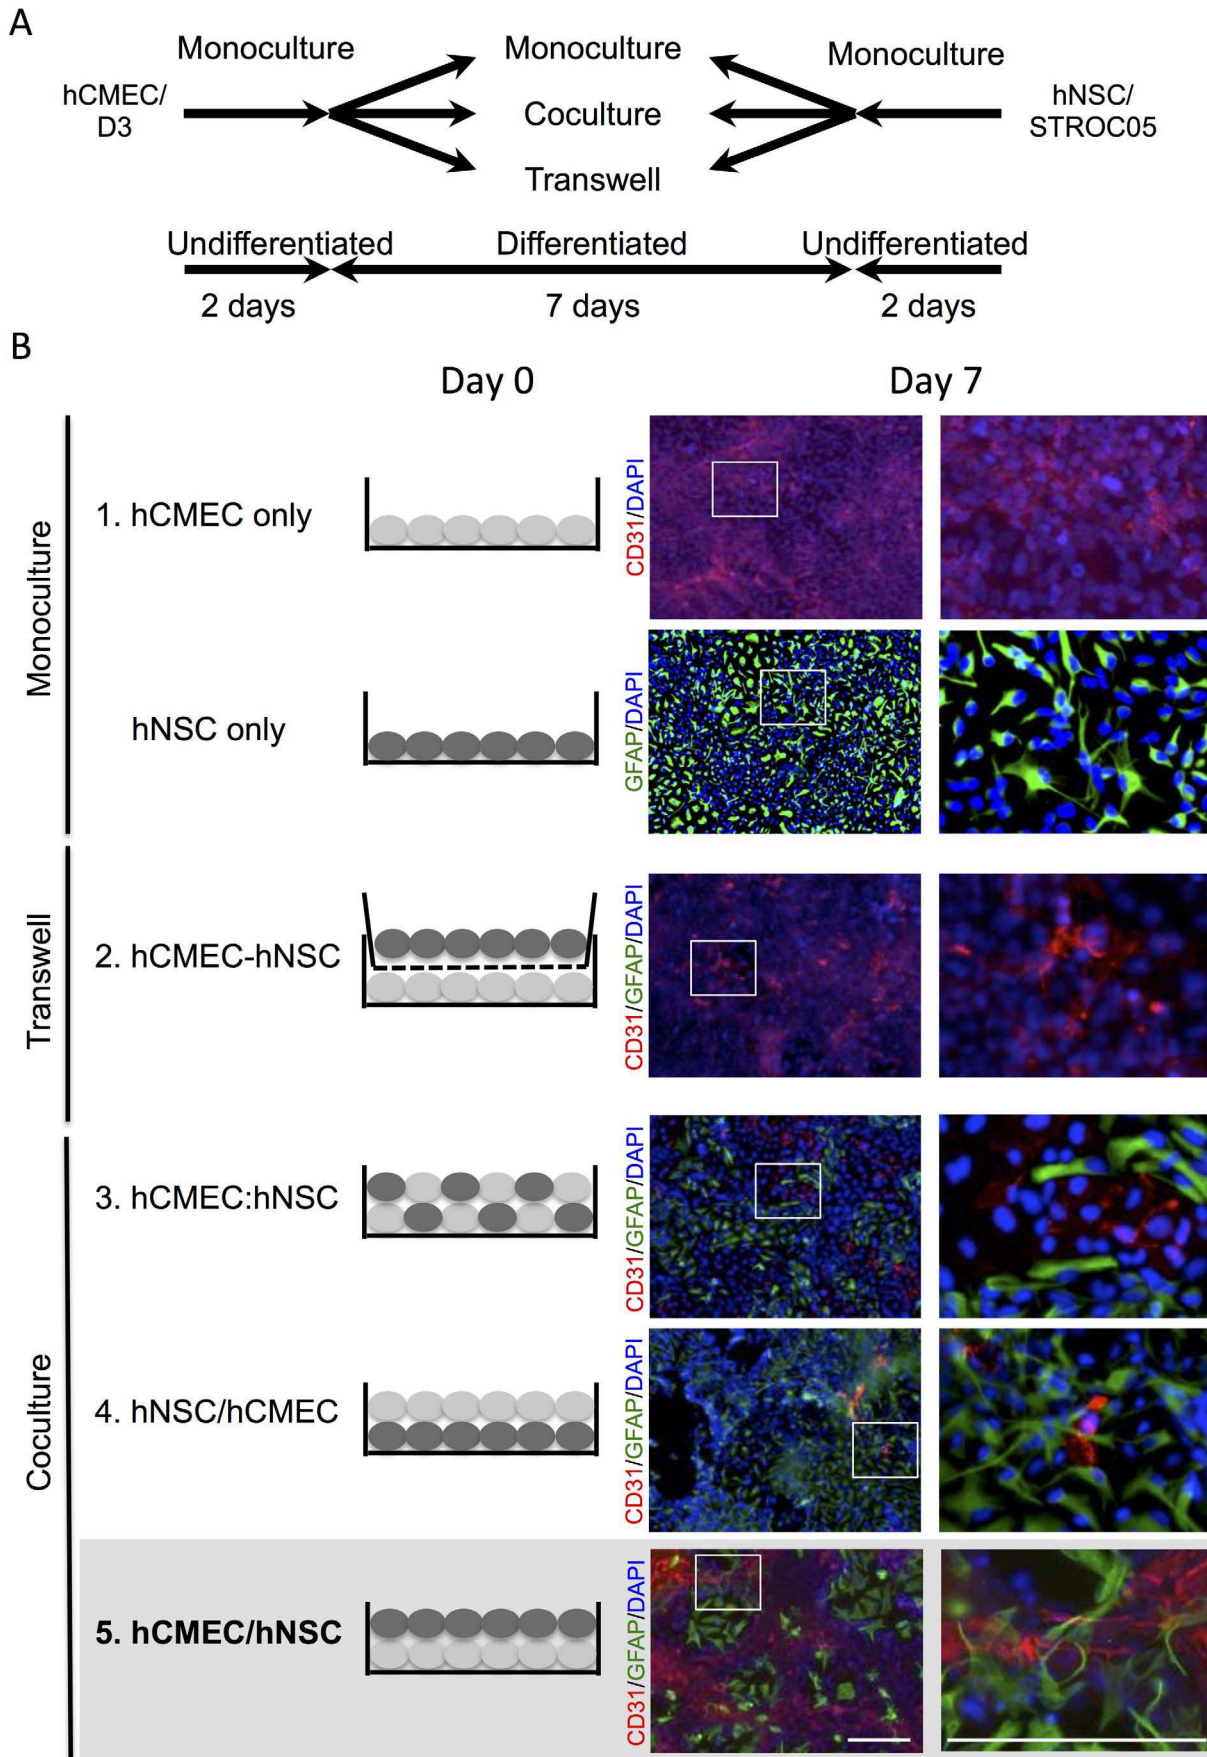 A
Monoculture
Monoculture
Monoculture
hCMEC/
D3
Coculture
hNSC/
STROC05
Transwell
Undifferentiated
Differentiated
Undifferentiated
2 days
7 days
2 days
B
Day 0
Day 7
Monoculture
1. hCMEC only
CD31/DAPI
hNSC only
GFAP/DAPI
Transwell
2. hCMEC-hNSC
CD31/GFAP/DAPI
Coculture
3. hCMEC:hNSC
CD31/GFAP/DAPI
4. hNSC/hCMEC
CD31/GFAP/DAPI
5. hCMEC/hNSC
CD31/GFAP/DAPI